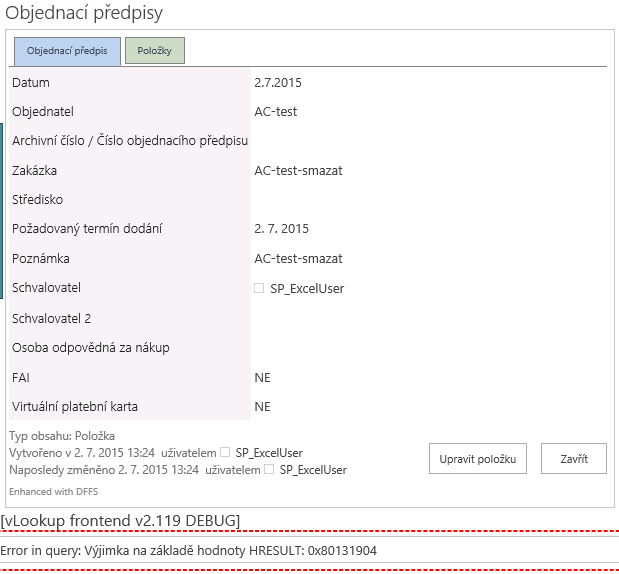 Objednací předpisy
Objednací předpis Položky
Datum 2.7.2015
Objednatel AC-test
Archivní číslo / Číslo objednacího předpisu
Zakázka AC-test-smazat
Středisko
Požadovaný termín dodání 2. 7. 2015
Poznámka AC-test-smazat
Schvalovatel SP_ExcelUser
Schvalovatel 2
Osoba odpovědná za nákup
FAI NE
Virtuální platební karta NE
Typ obsahu: Položka
Vytvořeno v 2. 7. 2015 13:24 uživatelem SP_ExcelUser
Naposledy změněno 2. 7. 2015 13:24 uživatelem SP_ExcelUser
Upravit položku Zavřít
Enhanced with DFFS
[vLookup frontend v2.119 DEBUG]
Error in query: Výjimka na základě hodnoty HRESULT: 0x80131904